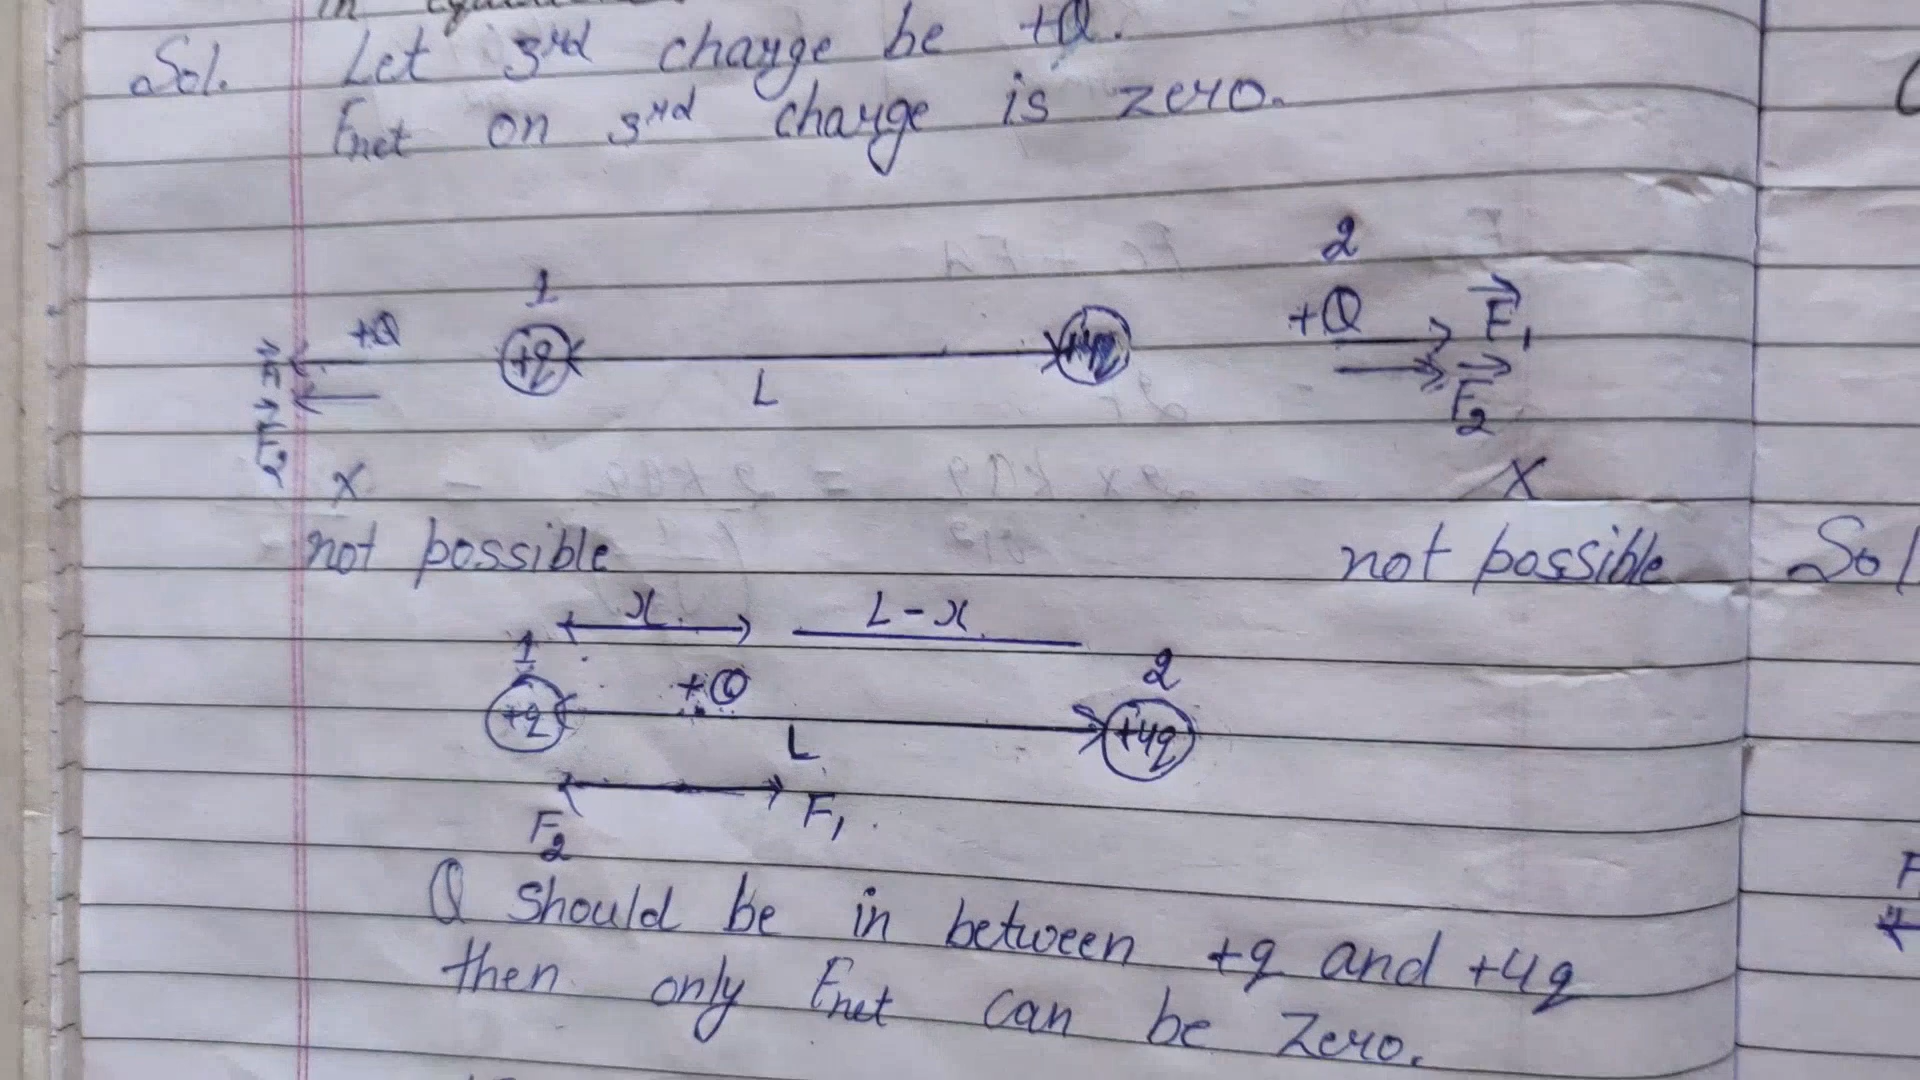 in
Sol. Let 3rd charge be +Q.
Fnet on 3rd charge is zero.
1
2
+Q
+q
+4q
+Q
F1
L
F2
F2
X
X
not possible
not possible
Sol
x
L-x
1
2
+Q
+q
+4q
L
F2
F1
Q should be in between +q and +4q
then only Fnet can be zero.